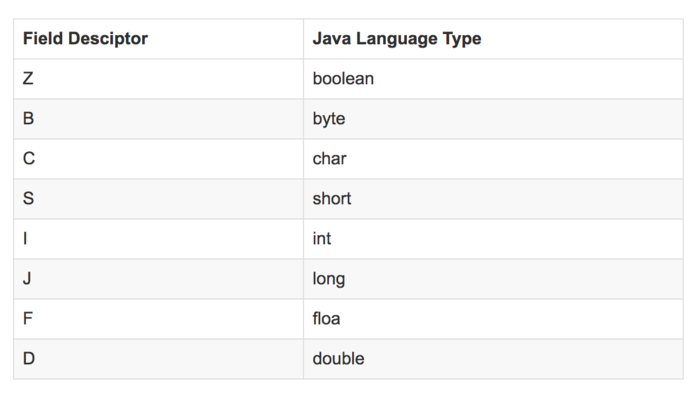 Field Desciptor Java Language Type
Z boolean
B byte
C char
S short
I int
J long
F floa
D double